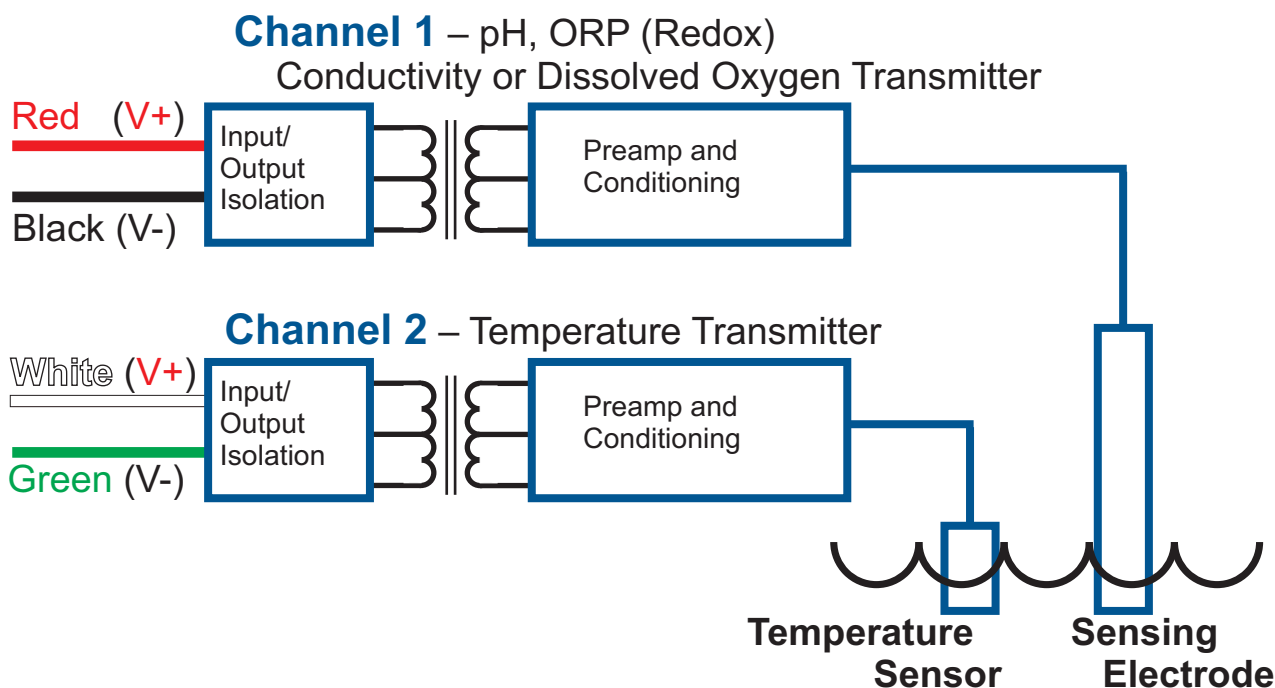 Channel 1 – pH, ORP (Redox)
Conductivity or Dissolved Oxygen Transmitter
Red (V+)
Black (V-)
Input/
Output
Isolation
Preamp and
Conditioning
Channel 2 – Temperature Transmitter
White (V+)
Green (V-)
Input/
Output
Isolation
Preamp and
Conditioning
Temperature
Sensor
Sensing
Electrode